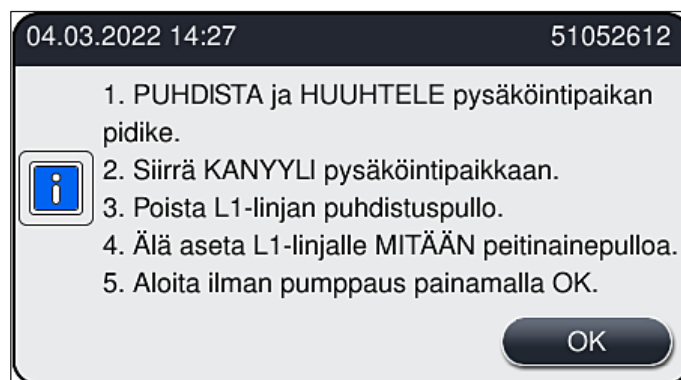 04.03.2022 14:27 51052612
1. PUHDISTA ja HUUHTELE pysäköintipaikan
pidike.
2. Siirrä KANYYLI pysäköintipaikkaan.
3. Poista L1-linjan puhdistuspullo.
4. Älä aseta L1-linjalle MITÄÄN peitinainepulloa.
5. Aloita ilman pumppaus painamalla OK.
OK